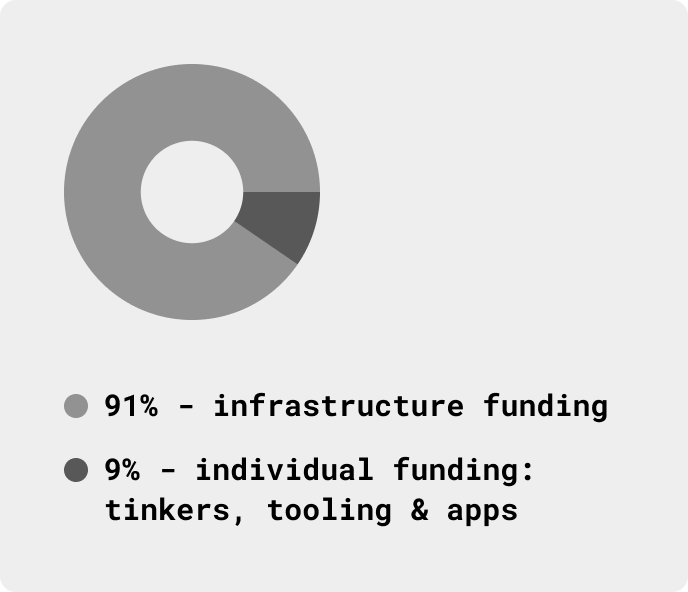 91% - infrastructure funding
9% - individual funding:
tinkers, tooling & apps